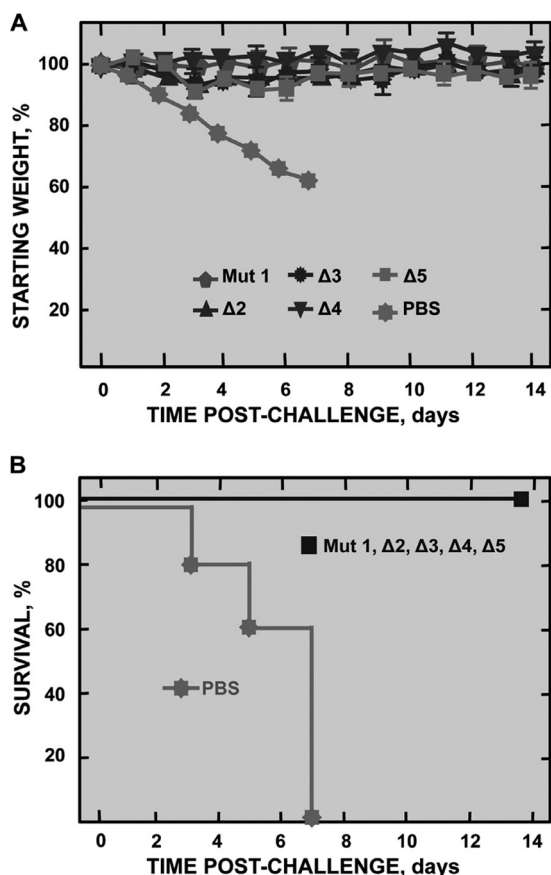 A
STARTING WEIGHT, %
100
80
60
40
20
Mut 1 Δ3 Δ5
Δ2 Δ4 PBS
0 2 4 6 8 10 12 14
TIME POST-CHALLENGE, days
B
SURVIVAL, %
100
80
60
40
20
Mut 1, Δ2, Δ3, Δ4, Δ5
PBS
0 2 4 6 8 10 12 14
TIME POST-CHALLENGE, days